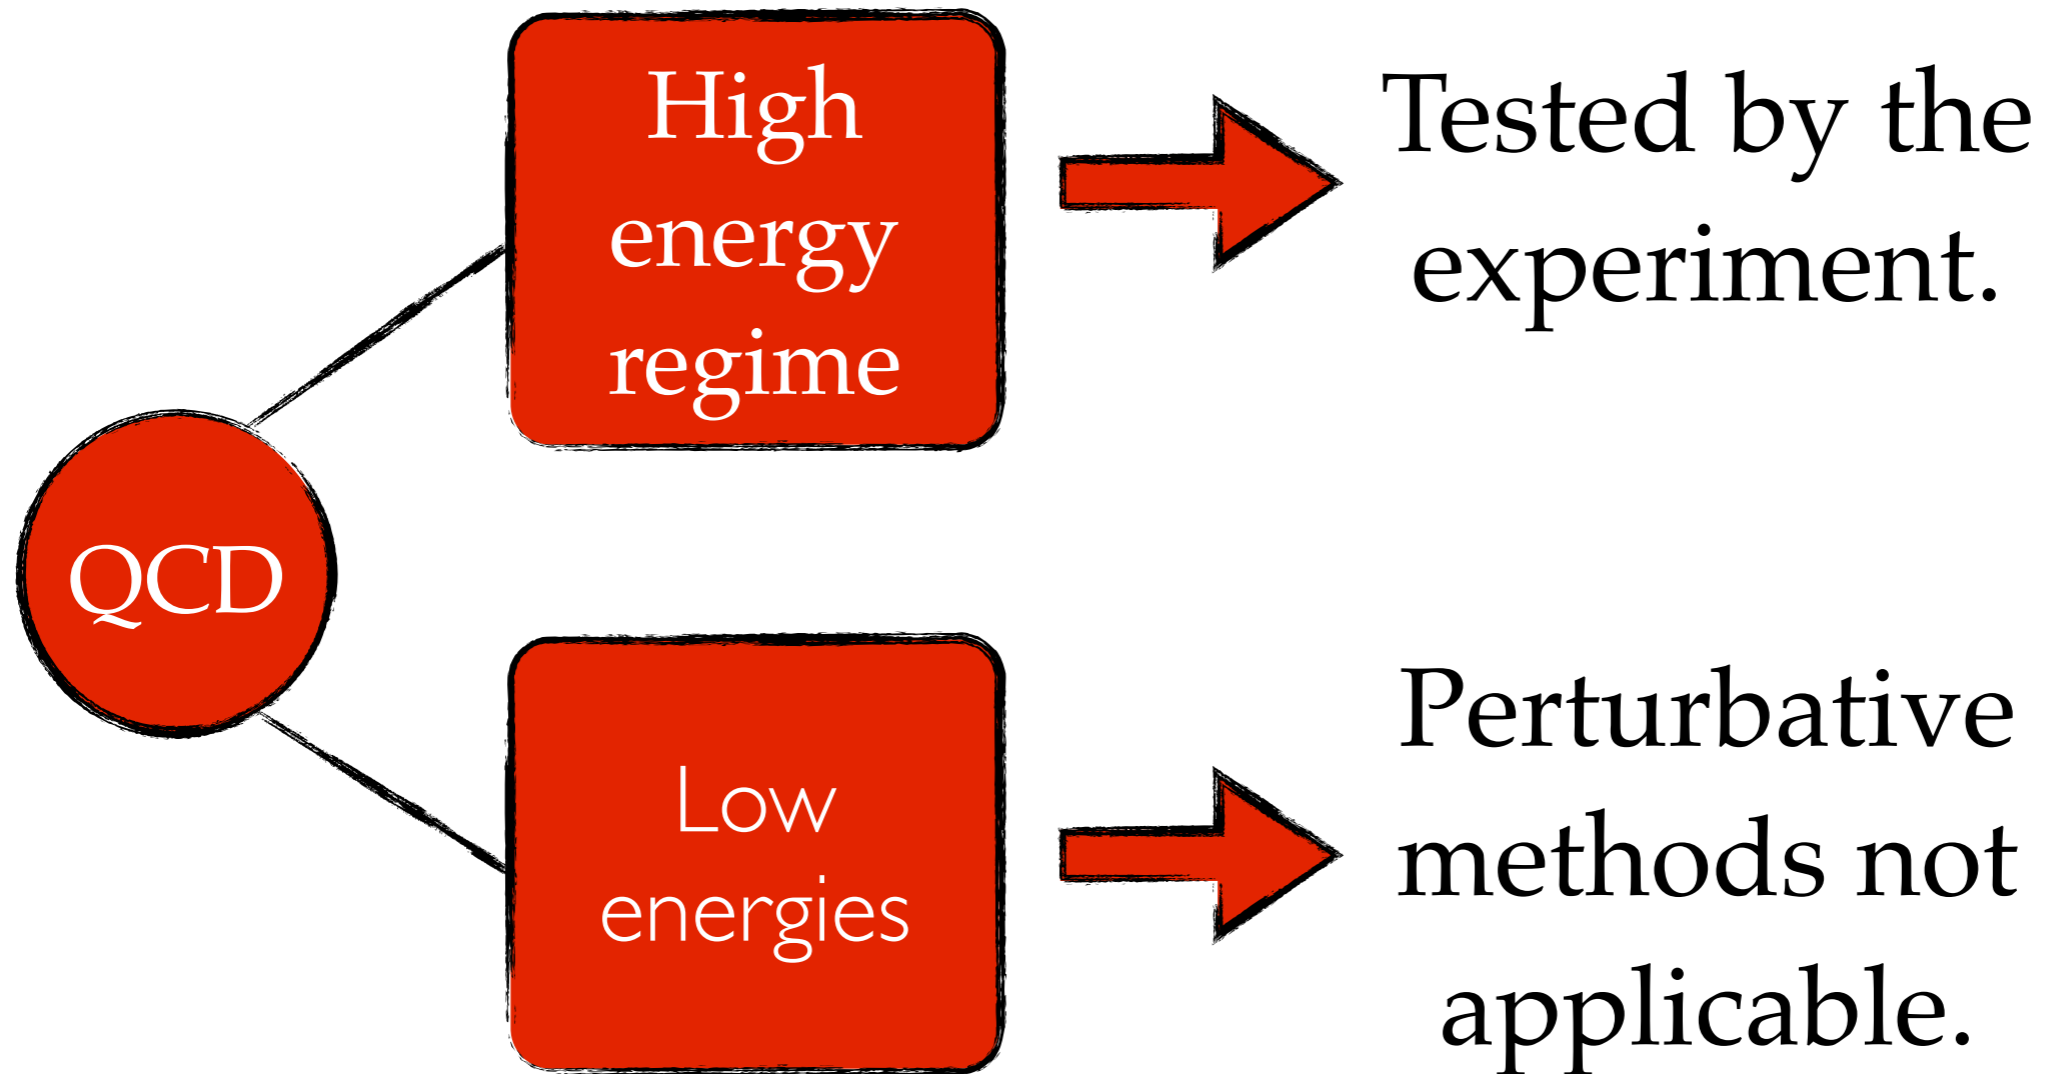 High
energy
regime
Tested by the
experiment.
QCD
Low
energies
Perturbative
methods not
applicable.